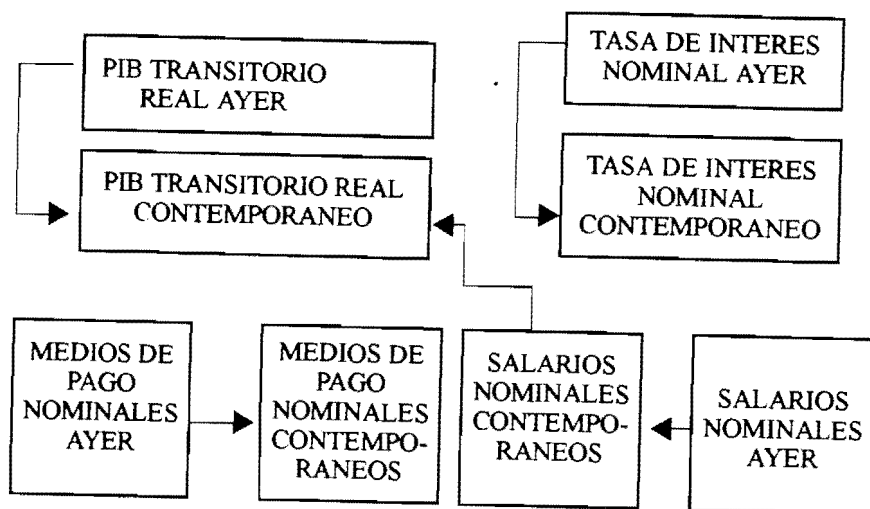 PIB TRANSITORIO
REAL AYER
TASA DE INTERES
NOMINAL AYER
PIB TRANSITORIO REAL
CONTEMPORANEO
TASA DE INTERES
NOMINAL
CONTEMPORANEO
MEDIOS DE
PAGO
NOMINALES
AYER
MEDIOS DE
PAGO
NOMINALES
CONTEMPO-
RANEOS
SALARIOS
NOMINALES
CONTEMPO-
RANEOS
SALARIOS
NOMINALES
AYER